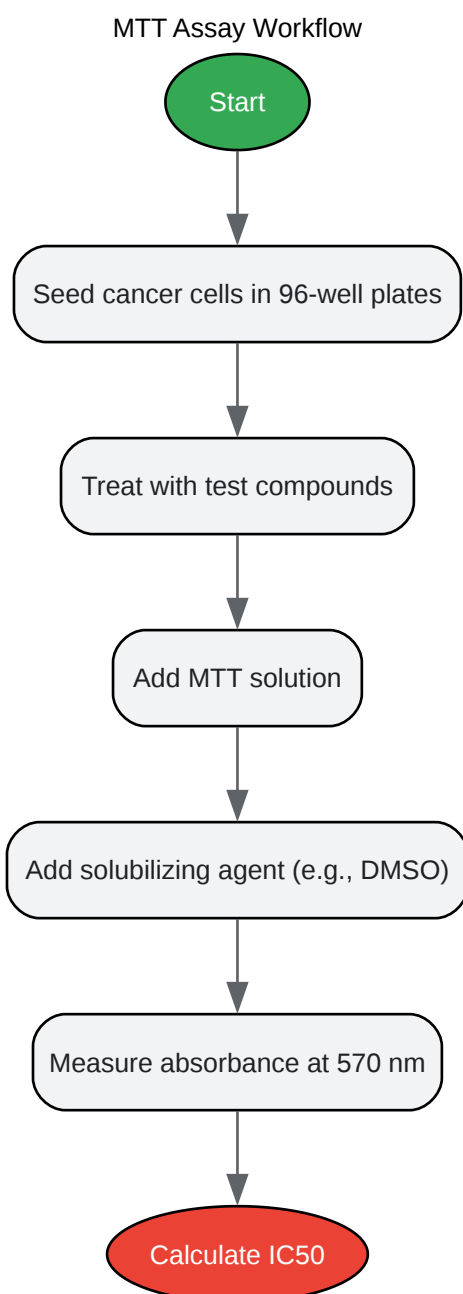 MTT Assay Workflow
Start
Seed cancer cells in 96-well plates
Treat with test compounds
Add MTT solution
Add solubilizing agent (e.g., DMSO)
Measure absorbance at 570 nm
Calculate IC50